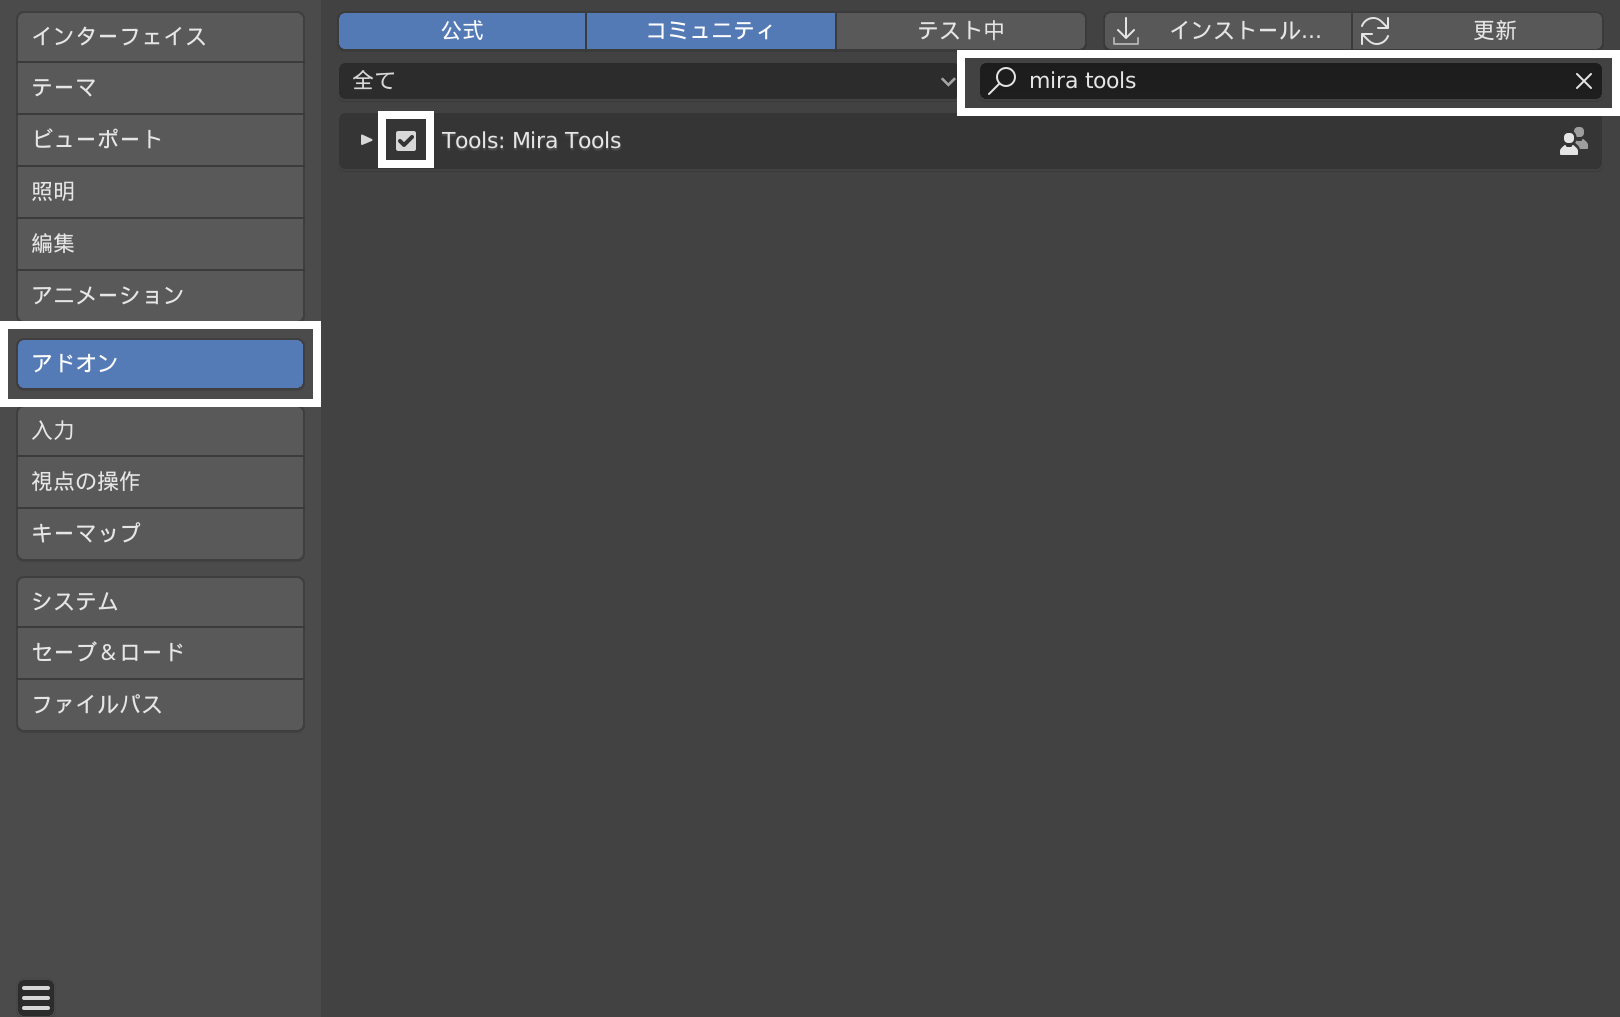 インターフェイス
テーマ
ビューポート
照明
編集
アニメーション
アドオン
入力
視点の操作
キーマップ
システム
セーブ＆ロード
ファイルパス
公式 コミュニティ テスト中 インストール... 更新
全て mira tools
Tools: Mira Tools